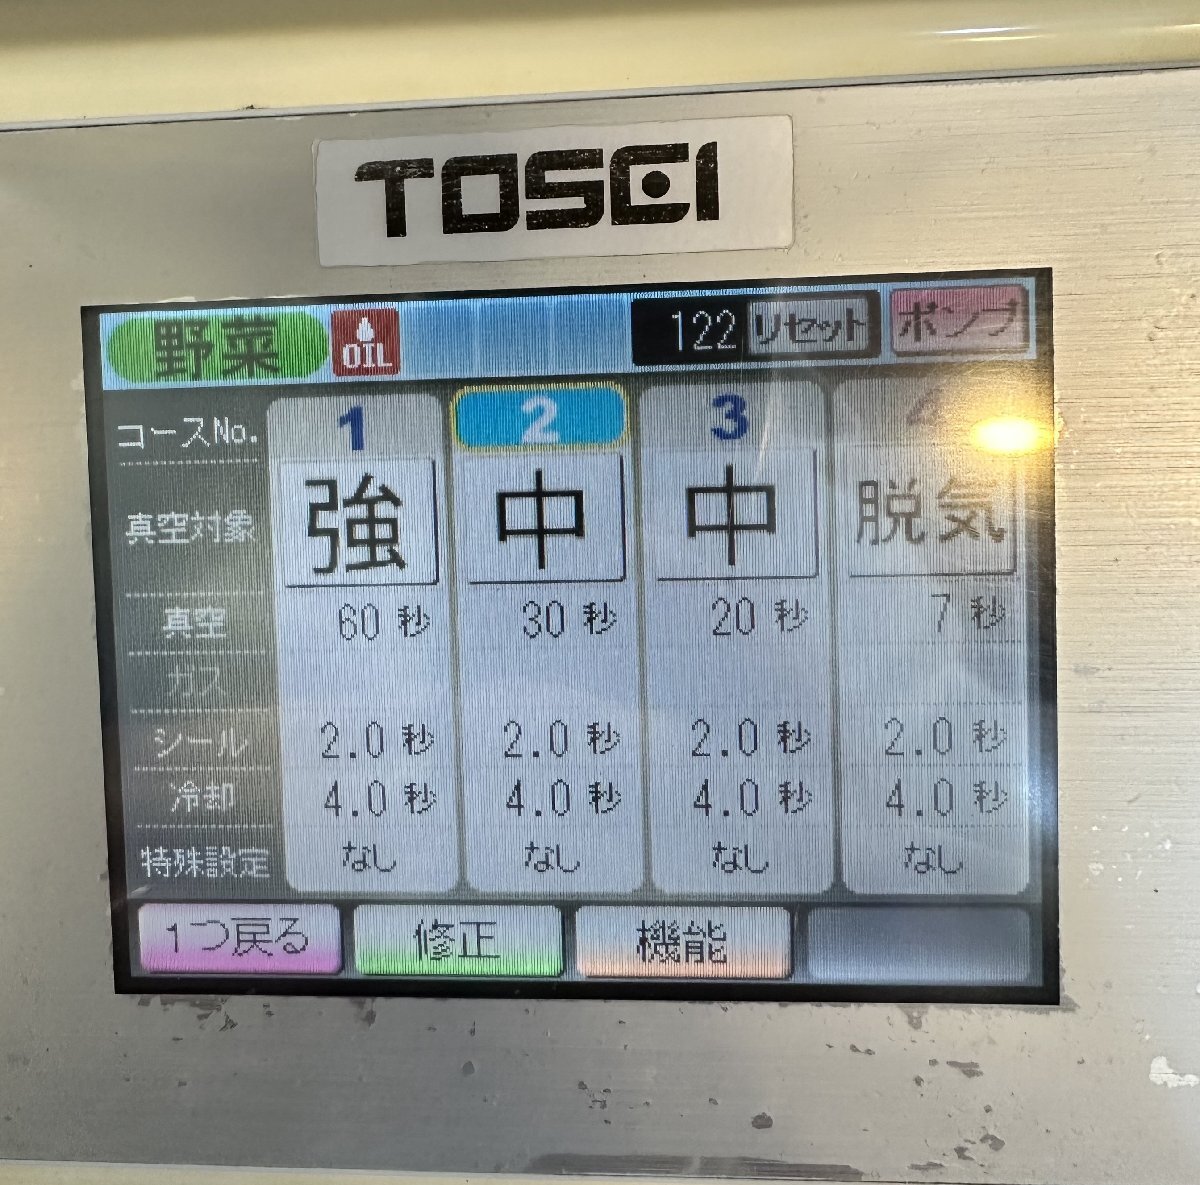 TOSEI
野菜 OIL 122 リセット ポンプ
コースNo. 1 2 3
真空対象 強 中 中 脱気
真空 60 秒 30 秒 20 秒 7 秒
ガス
シール 2.0 秒 2.0 秒 2.0 秒 2.0 秒
冷却 4.0 秒 4.0 秒 4.0 秒 4.0 秒
特殊設定 なし なし なし なし
1つ戻る 修正 機能